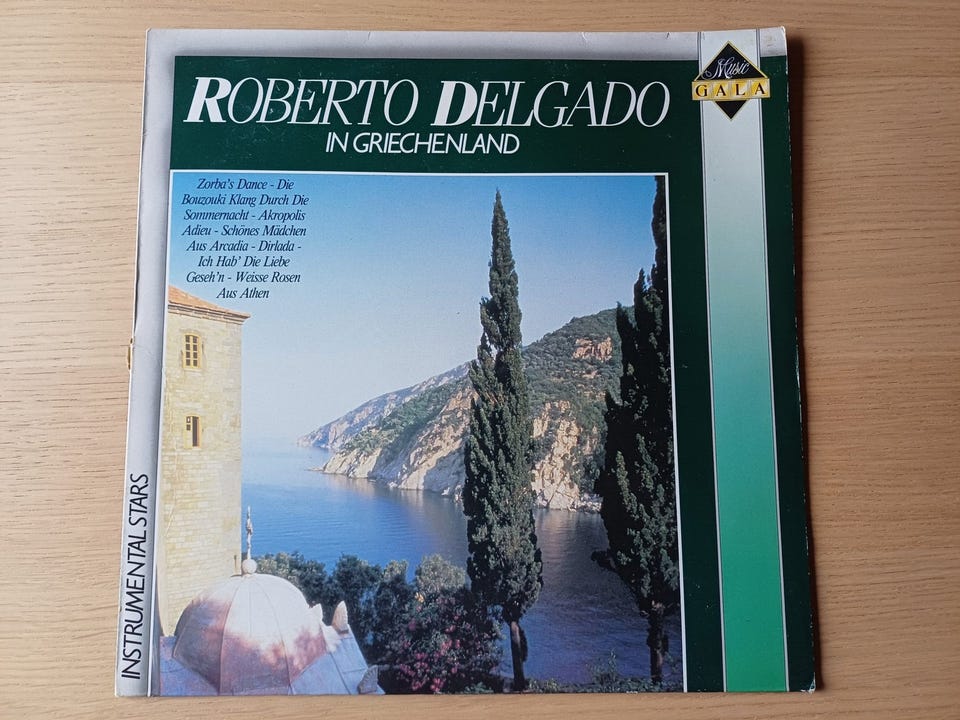 Music
GALA
ROBERTO DELGADO
IN GRIECHENLAND
Zorba's Dance - Die
Bouzouki Klang Durch Die
Sommernacht - Akropolis
Adieu - Schönes Mädchen
Aus Arcadia - Dirlada -
Ich Hab' Die Liebe
Geseh'n - Weisse Rosen
Aus Athen
INSTRUMENTAL STARS